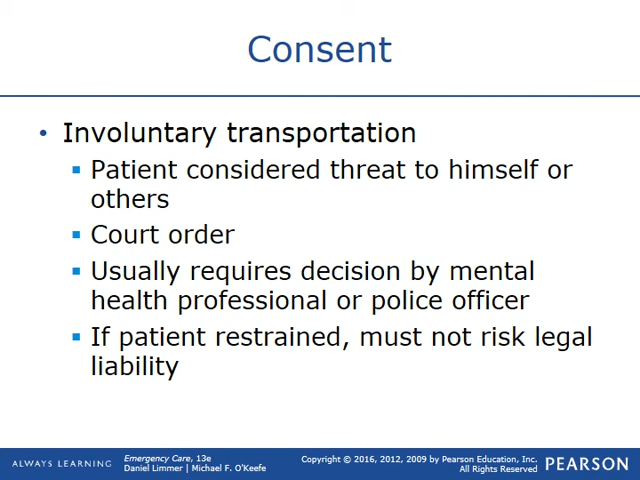 Consent
• Involuntary transportation
▪ Patient considered threat to himself or
others
▪ Court order
▪ Usually requires decision by mental
health professional or police officer
▪ If patient restrained, must not risk legal
liability
ALWAYS LEARNING
Emergency Care, 13e
Daniel Limmer | Michael F. O'Keefe
Copyright © 2016, 2012, 2009 by Pearson Education, Inc.
All Rights Reserved
PEARSON